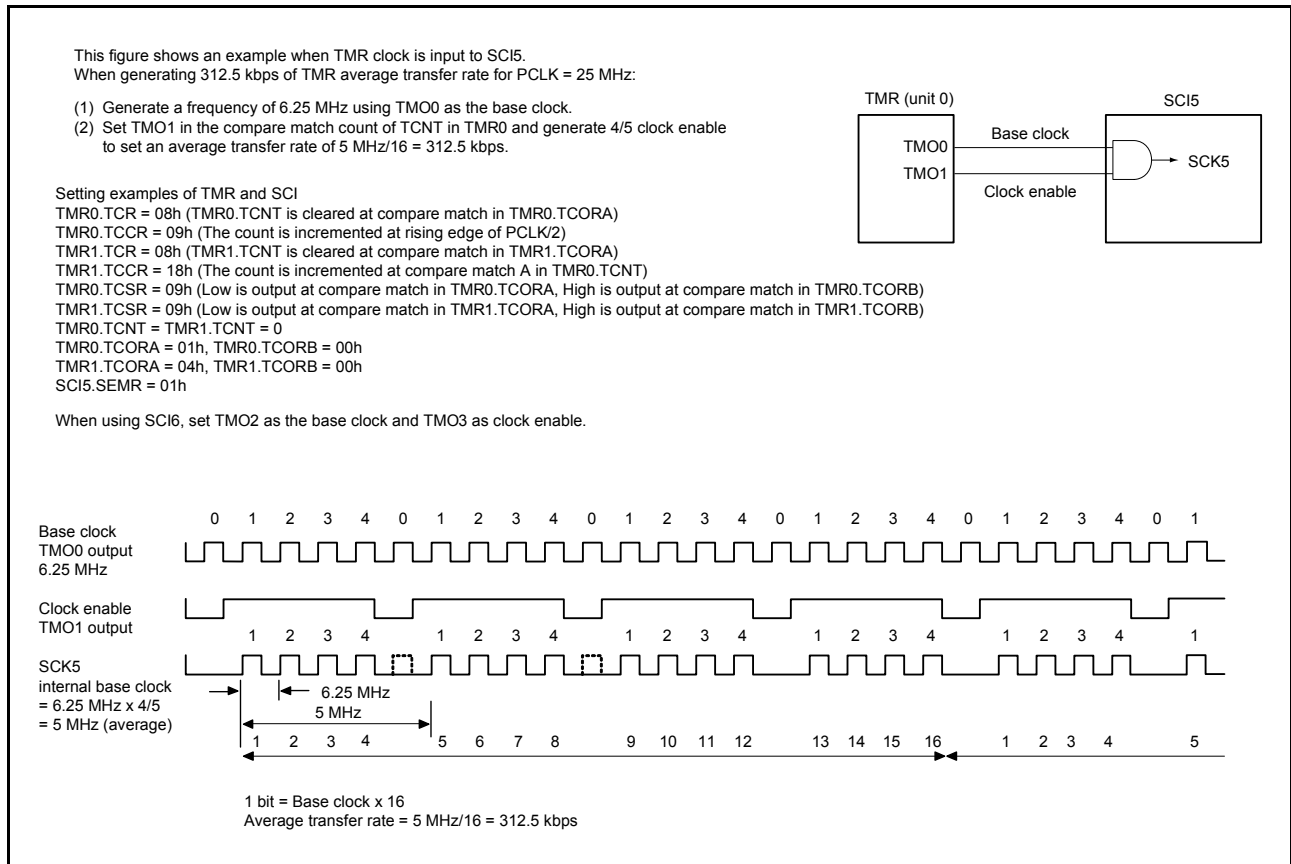 This figure shows an example when TMR clock is input to SCI5.
When generating 312.5 kbps of TMR average transfer rate for PCLK = 25 MHz:
(1) Generate a frequency of 6.25 MHz using TMO0 as the base clock.
(2) Set TMO1 in the compare match count of TCNT in TMR0 and generate 4/5 clock enable
to set an average transfer rate of 5 MHz/16 = 312.5 kbps.
TMR (unit 0)
SCI5
TMO0
Base clock
TMO1
Clock enable
SCK5
Setting examples of TMR and SCI
TMR0.TCR = 08h (TMR0.TCNT is cleared at compare match in TMR0.TCORA)
TMR0.TCCR = 09h (The count is incremented at rising edge of PCLK/2)
TMR1.TCR = 08h (TMR1.TCNT is cleared at compare match in TMR1.TCORA)
TMR1.TCCR = 18h (The count is incremented at compare match A in TMR0.TCNT)
TMR0.TCSR = 09h (Low is output at compare match in TMR0.TCORA, High is output at compare match in TMR0.TCORB)
TMR1.TCSR = 09h (Low is output at compare match in TMR1.TCORA, High is output at compare match in TMR1.TCORB)
TMR0.TCNT = TMR1.TCNT = 0
TMR0.TCORA = 01h, TMR0.TCORB = 00h
TMR1.TCORA = 04h, TMR1.TCORB = 00h
SCI5.SEMR = 01h
When using SCI6, set TMO2 as the base clock and TMO3 as clock enable.
0 1 2 3 4 0 1 2 3 4 0 1 2 3 4 0 1 2 3 4 0 1 2 3 4 0 1
Base clock
TMO0 output
6.25 MHz
Clock enable
TMO1 output
1 2 3 4 1 2 3 4 1 2 3 4 1 2 3 4 1 2 3 4 1
SCK5
internal base clock
= 6.25 MHz x 4/5
= 5 MHz (average)
6.25 MHz
5 MHz
1 2 3 4 5 6 7 8 9 10 11 12 13 14 15 16 1 2 3 4 5
1 bit = Base clock x 16
Average transfer rate = 5 MHz/16 = 312.5 kbps